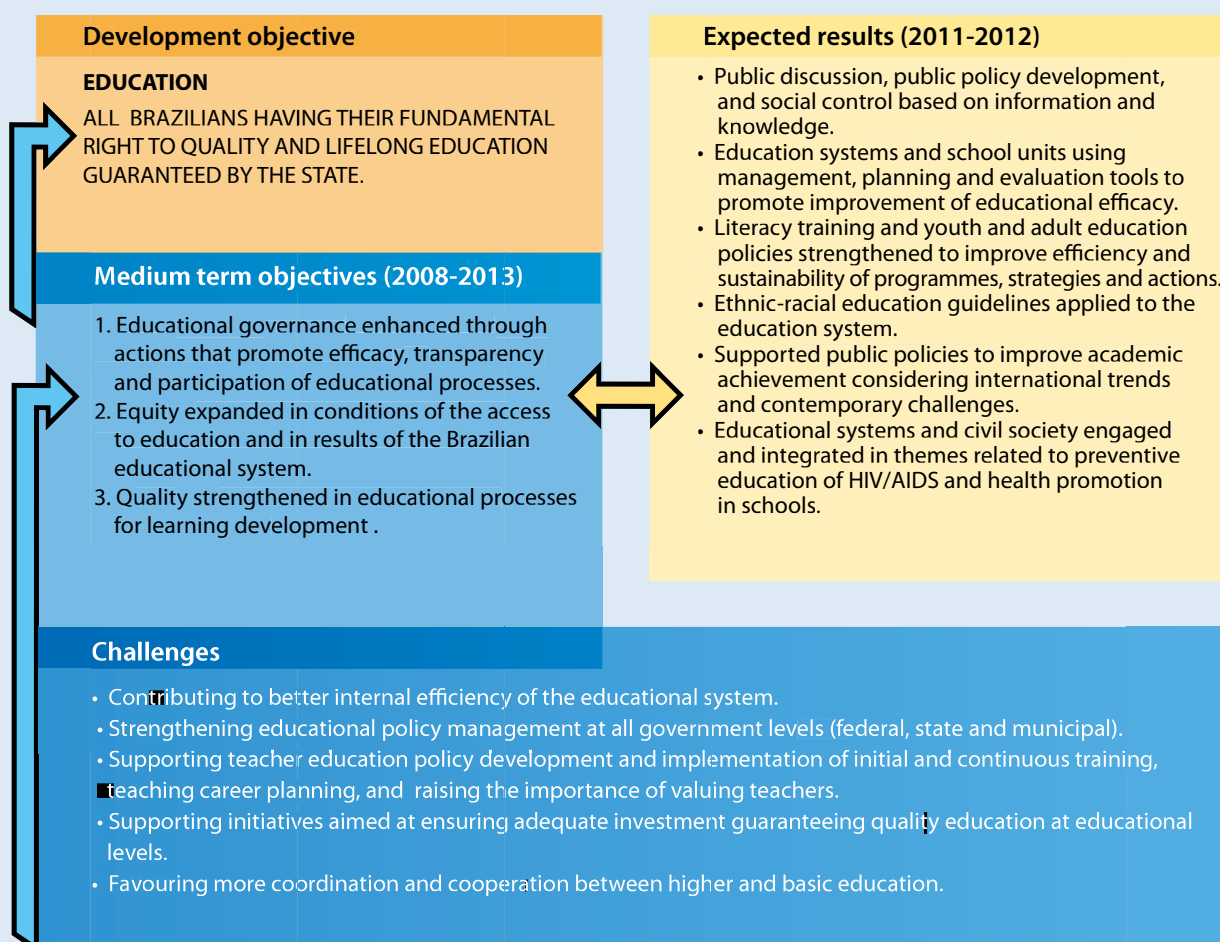 Development objective
EDUCATION
ALL BRAZILIANS HAVING THEIR FUNDAMENTAL
RIGHT TO QUALITY AND LIFELONG EDUCATION
GUARANTEED BY THE STATE.
Medium term objectives (2008-2013)
1. Educational governance enhanced through
actions that promote efficacy, transparency
and participation of educational processes.
2. Equity expanded in conditions of the access
to education and in results of the Brazilian
educational system.
3. Quality strengthened in educational processes
for learning development .
Expected results (2011-2012)
• Public discussion, public policy development,
and social control based on information and
knowledge.
• Education systems and school units using
management, planning and evaluation tools to
promote improvement of educational efficacy.
• Literacy training and youth and adult education
policies strengthened to improve efficiency and
sustainability of programmes, strategies and actions.
• Ethnic-racial education guidelines applied to the
education system.
• Supported public policies to improve academic
achievement considering international trends
and contemporary challenges.
• Educational systems and civil society engaged
and integrated in themes related to preventive
education of HIV/AIDS and health promotion
in schools.
Challenges
• Contributing to better internal efficiency of the educational system.
• Strengthening educational policy management at all government levels (federal, state and municipal).
• Supporting teacher education policy development and implementation of initial and continuous training,
teaching career planning, and raising the importance of valuing teachers.
• Supporting initiatives aimed at ensuring adequate investment guaranteeing quality education at educational
levels.
• Favouring more coordination and cooperation between higher and basic education.